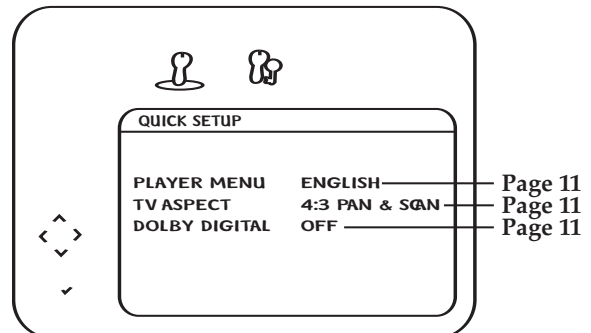 QUICK SETUP
PLAYER MENU ENGLISH Page 11
TV ASPECT 4:3 PAN & SCAN Page 11
DOLBY DIGITAL OFF Page 11